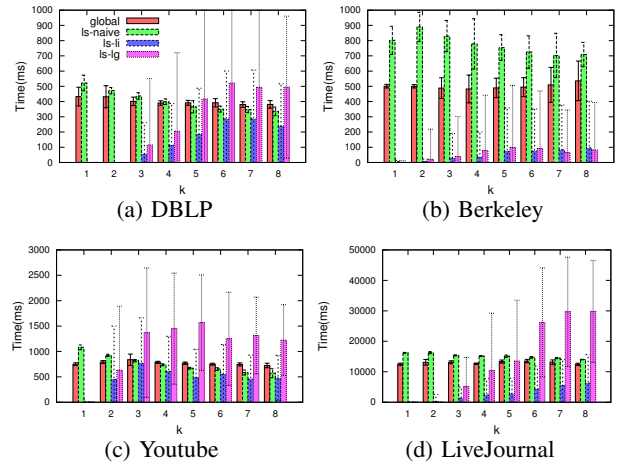 global
ls-naive
ls-li
ls-lg
Time(ms)
1000
900
800
700
600
500
400
300
200
100
0
1 2 3 4 5 6 7 8
k
(a) DBLP
Time(ms)
1000
900
800
700
600
500
400
300
200
100
0
1 2 3 4 5 6 7 8
k
(b) Berkeley
Time(ms)
3000
2500
2000
1500
1000
500
0
1 2 3 4 5 6 7 8
k
(c) Youtube
Time(ms)
50000
40000
30000
20000
10000
0
1 2 3 4 5 6 7 8
k
(d) LiveJournal